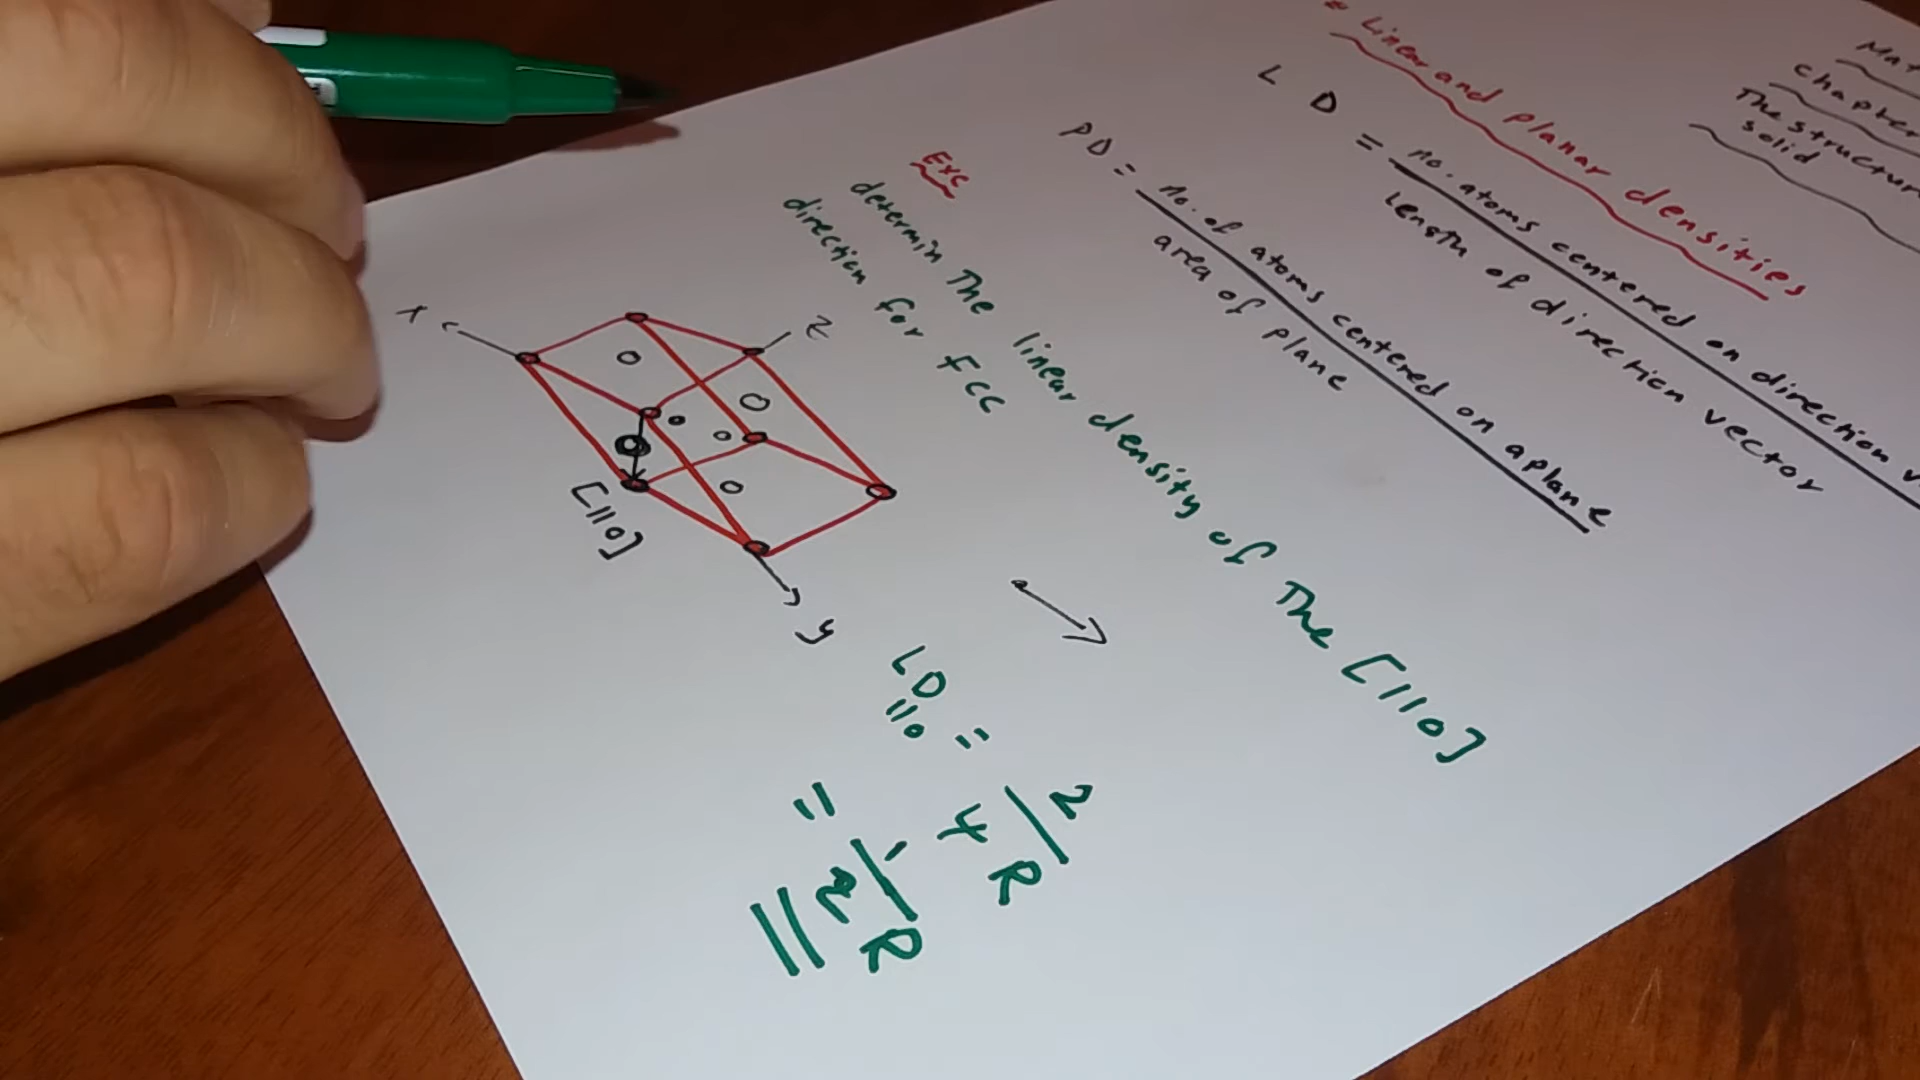 Mat
chapter
The structur
solid
* Linear and planar densities
L D = no. atoms centered on direction v
Length of direction vector
PD = no. of atoms centered on a plane
area of plane
Exc
determin The linear density of The [110]
direction for FCC
x
z
y
[110]
LD110 = 2/4R
= 1/2R